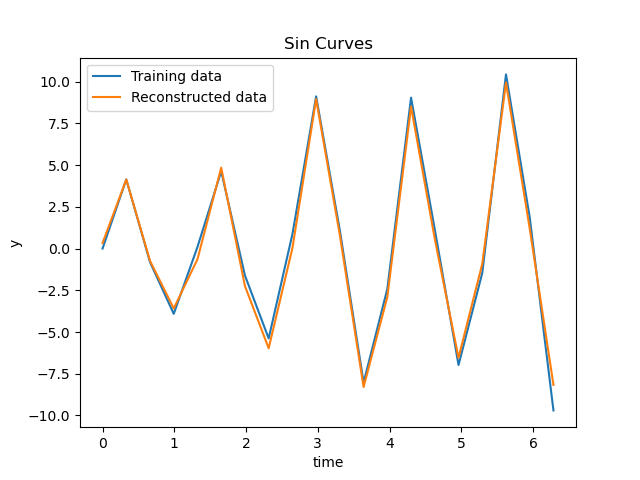 Sin Curves
Training data
Reconstructed data
10.0
7.5
5.0
2.5
0.0
−2.5
−5.0
−7.5
−10.0
y
0 1 2 3 4 5 6
time